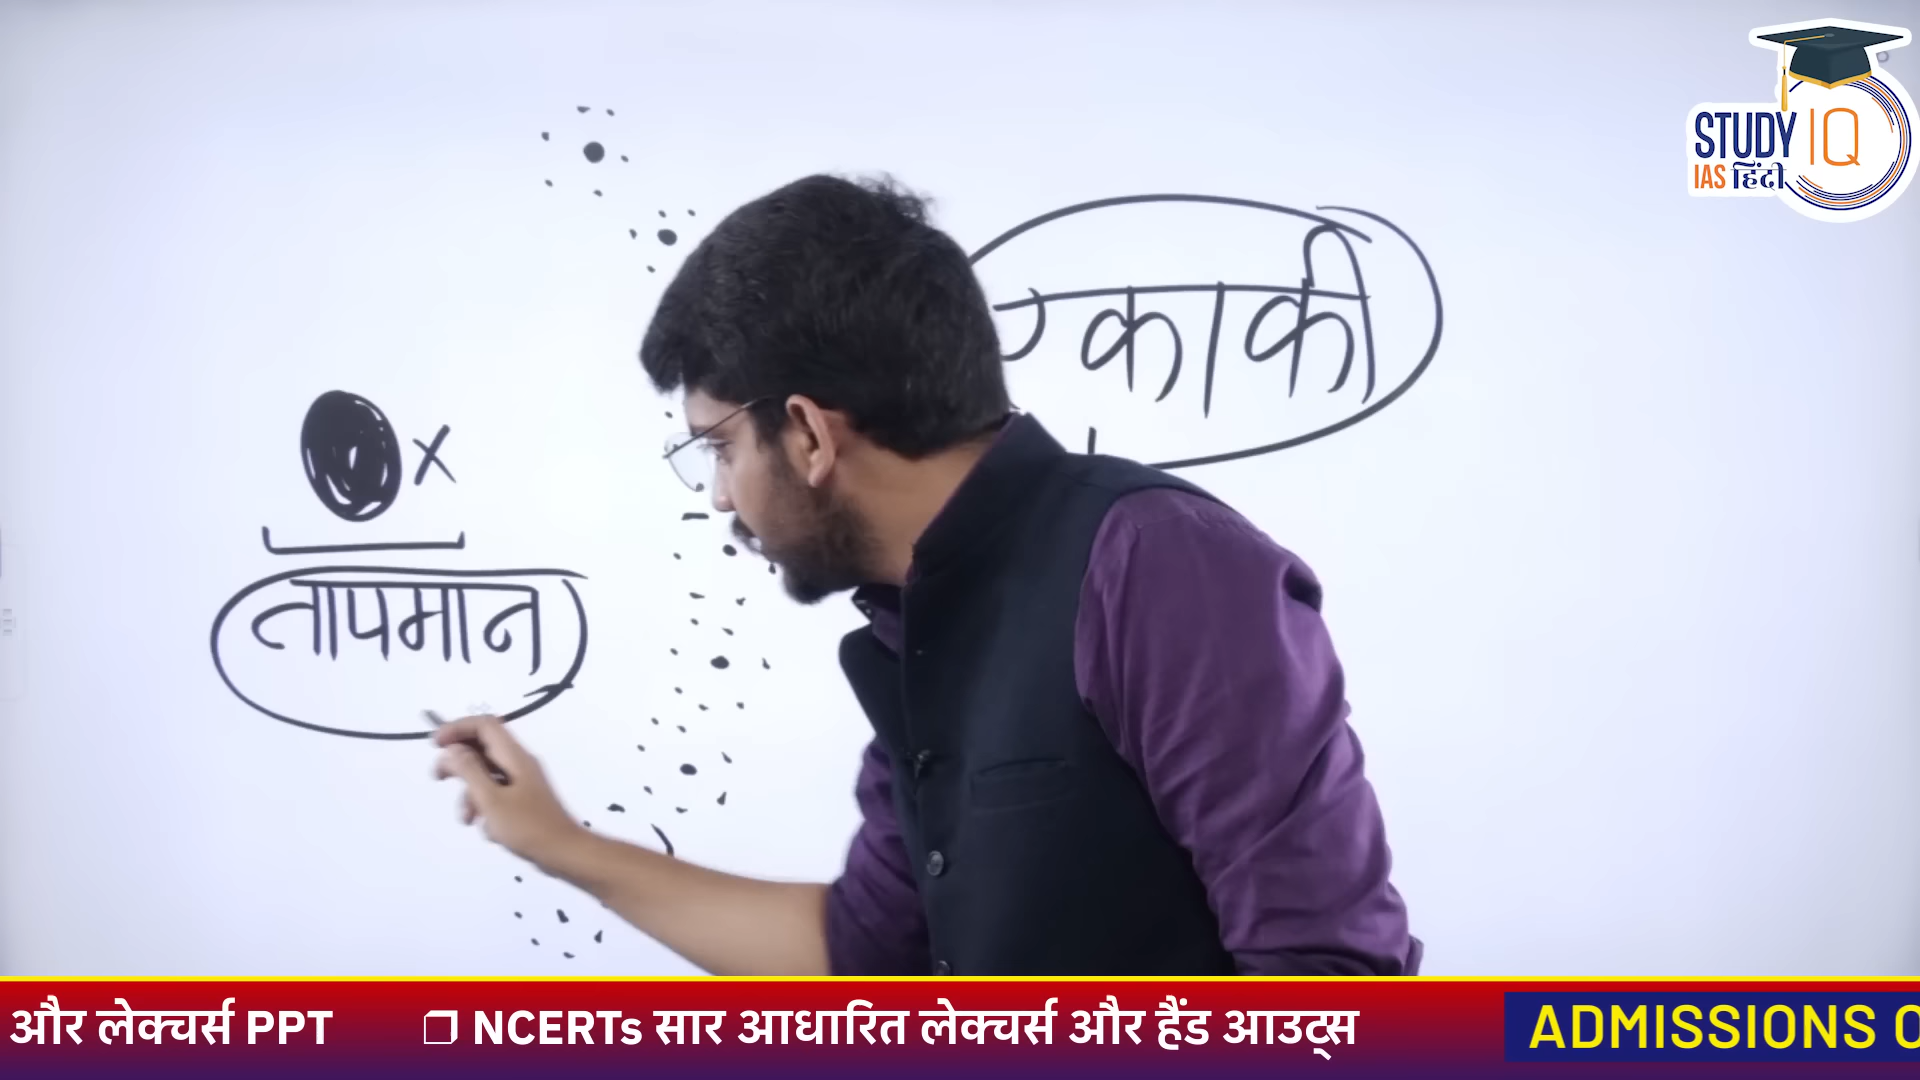 STUDY IQ
IAS हिंदी
काकी
x
तापमान
और लेक्चर्स PPT
❐ NCERTs सार आधारित लेक्चर्स और हैंड आउट्स
ADMISSIONS